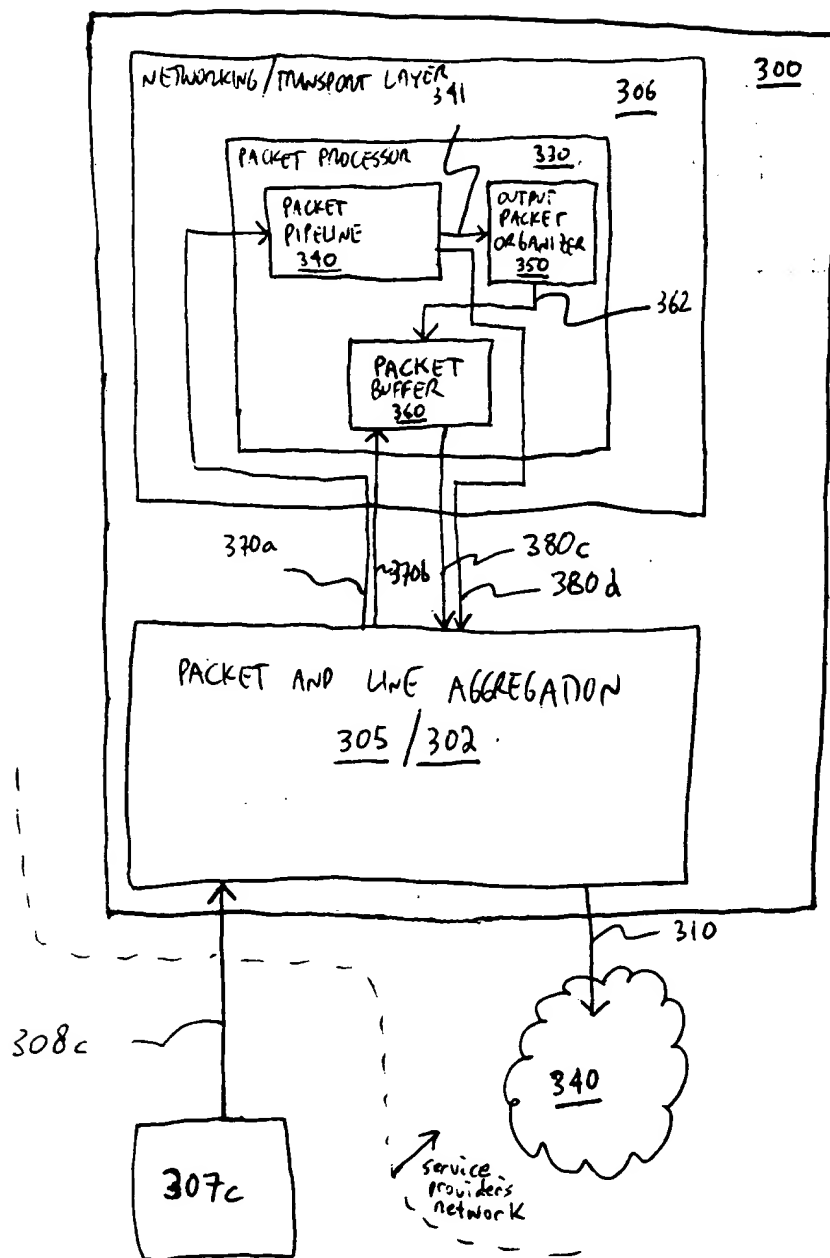 300
NETWORKING/TRANSPORT LAYER
341
306
PACKET PROCESSOR
330
PACKET
PIPELINE
340
OUTPUT
PACKET
ORGANIZER
350
362
PACKET
BUFFER
360
370a
370b
380c
380d
PACKET AND LINE AGGREGATION
305/302
310
308c
340
307c
service
provider's
network